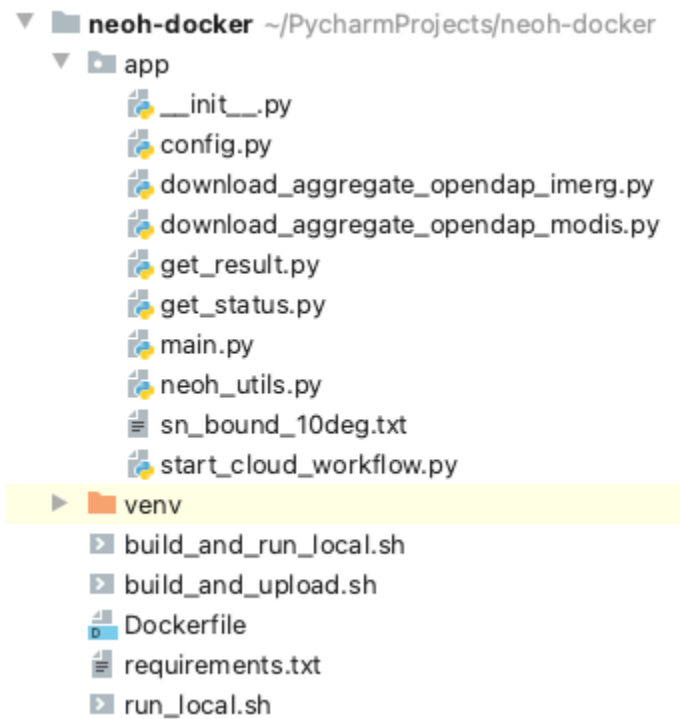 neoh-docker ~/PycharmProjects/neoh-docker
app
__init__.py
config.py
download_aggregate_opendap_imerg.py
download_aggregate_opendap_modis.py
get_result.py
get_status.py
main.py
neoh_utils.py
sn_bound_10deg.txt
start_cloud_workflow.py
venv
build_and_run_local.sh
build_and_upload.sh
D Dockerfile
requirements.txt
run_local.sh